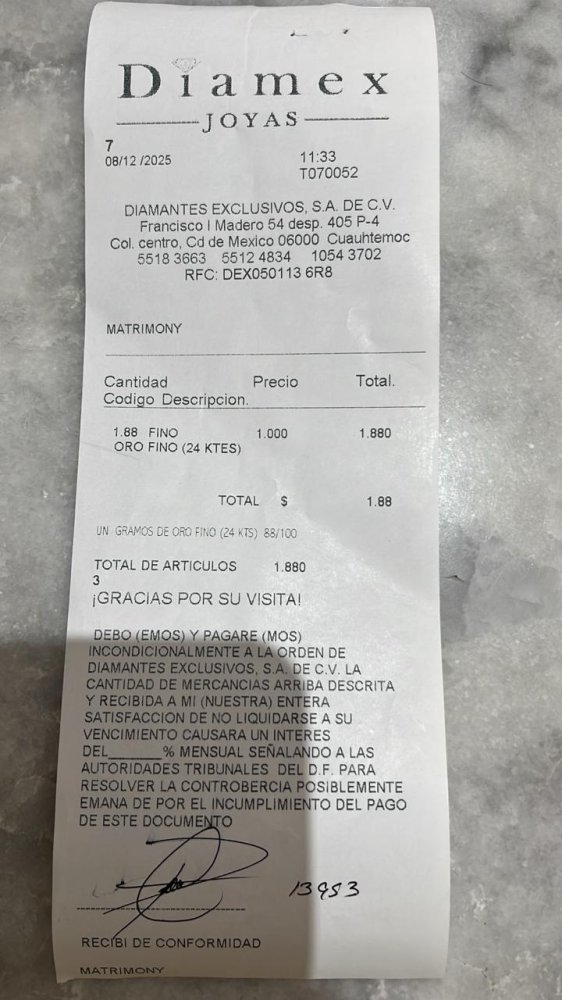 Diamex
JOYAS
7
08/12 /2025 11:33
T070052
DIAMANTES EXCLUSIVOS, S.A. DE C.V.
Francisco I Madero 54 desp. 405 P-4
Col. centro, Cd de Mexico 06000 Cuauhtemoc
5518 3663 5512 4834 1054 3702
RFC: DEX050113 6R8
MATRIMONY
Cantidad Precio Total.
Codigo Descripcion.
1.88 FINO 1.000 1.880
ORO FINO (24 KTES)
TOTAL $ 1.88
UN GRAMOS DE ORO FINO (24 KTS) 88/100
TOTAL DE ARTICULOS 1.880
3
¡GRACIAS POR SU VISITA!
DEBO (EMOS) Y PAGARE (MOS)
INCONDICIONALMENTE A LA ORDEN DE
DIAMANTES EXCLUSIVOS, S.A. DE C.V. LA
CANTIDAD DE MERCANCIAS ARRIBA DESCRITA
Y RECIBIDA A MI (NUESTRA) ENTERA
SATISFACCION DE NO LIQUIDARSE A SU
VENCIMIENTO CAUSARA UN INTERES
DEL______% MENSUAL SEÑALANDO A LAS
AUTORIDADES TRIBUNALES DEL D.F. PARA
RESOLVER LA CONTROBERCIA POSIBLEMENTE
EMANA DE POR EL INCUMPLIMIENTO DEL PAGO
DE ESTE DOCUMENTO
13953
RECIBI DE CONFORMIDAD
MATRIMONY